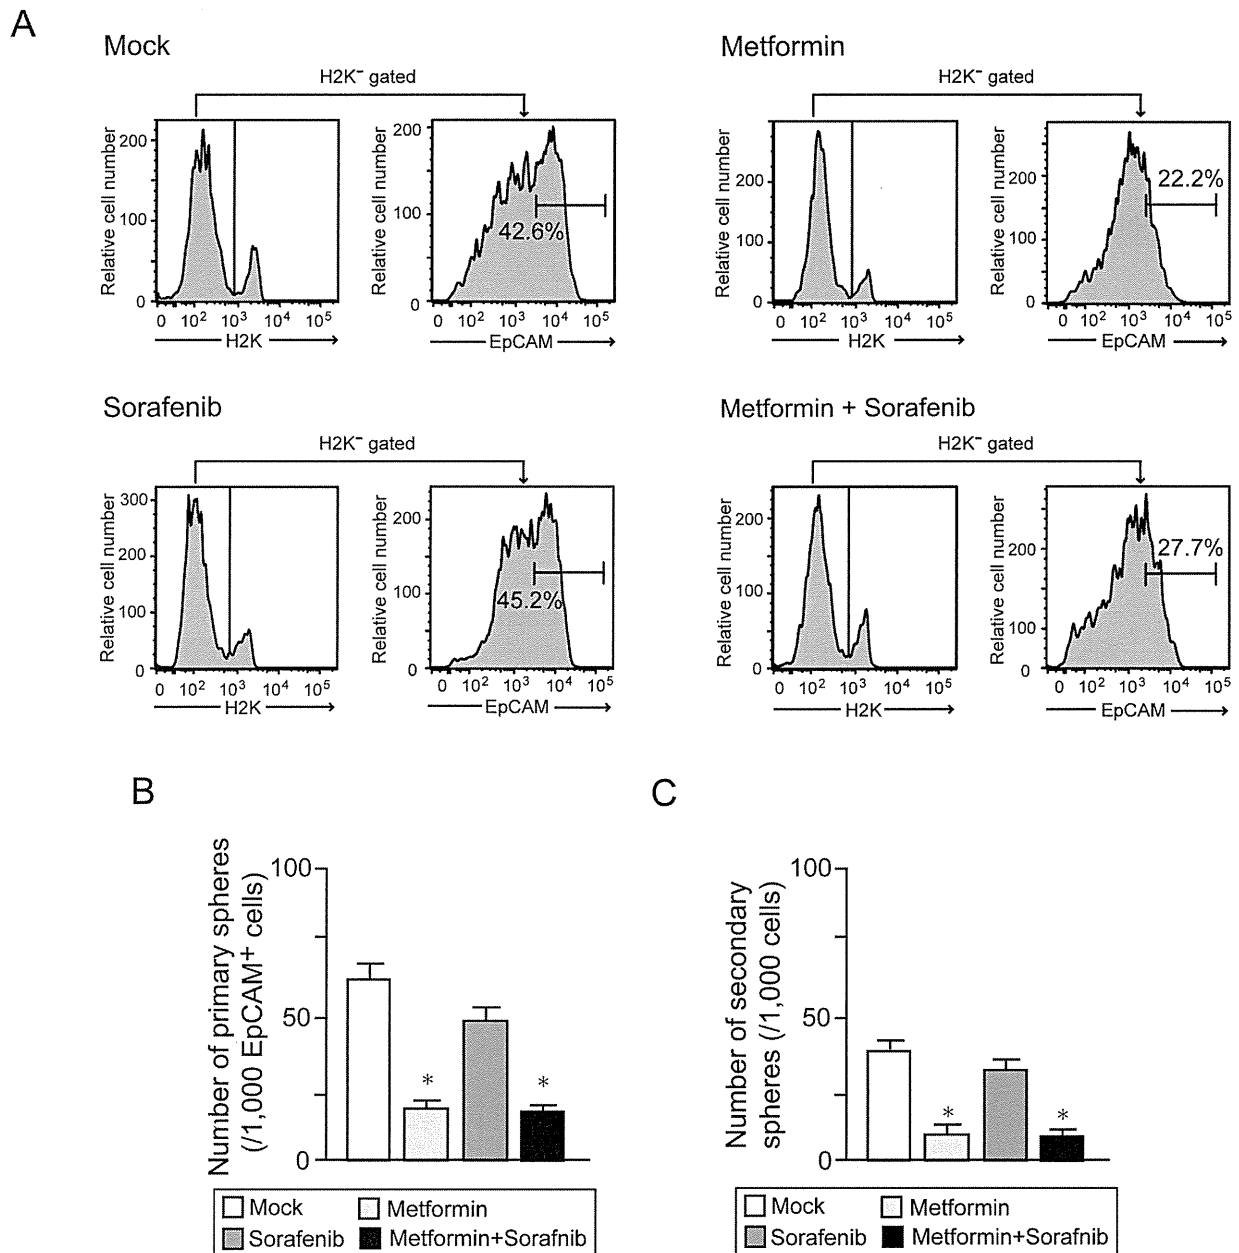 A
Mock
H2K⁻ gated
Relative cell number
200
100
0
0 10² 10³ 10⁴ 10⁵
H2K
Relative cell number
200
100
0
42.6%
0 10² 10³ 10⁴ 10⁵
EpCAM
Metformin
H2K⁻ gated
Relative cell number
200
100
0
0 10² 10³ 10⁴ 10⁵
H2K
Relative cell number
200
100
0
22.2%
0 10² 10³ 10⁴ 10⁵
EpCAM
Sorafenib
H2K⁻ gated
Relative cell number
300
200
100
0
0 10² 10³ 10⁴ 10⁵
H2K
Relative cell number
200
100
0
45.2%
0 10² 10³ 10⁴ 10⁵
EpCAM
Metformin + Sorafenib
H2K⁻ gated
Relative cell number
200
100
0
0 10² 10³ 10⁴ 10⁵
H2K
Relative cell number
200
100
0
27.7%
0 10² 10³ 10⁴ 10⁵
EpCAM
B
Number of primary spheres
(/1,000 EpCAM⁺ cells)
100
50
0
*
*
Mock Metformin
Sorafenib Metformin+Sorafnib
C
Number of secondary
spheres (/1,000 cells)
100
50
0
*
*
Mock Metformin
Sorafenib Metformin+Sorafnib